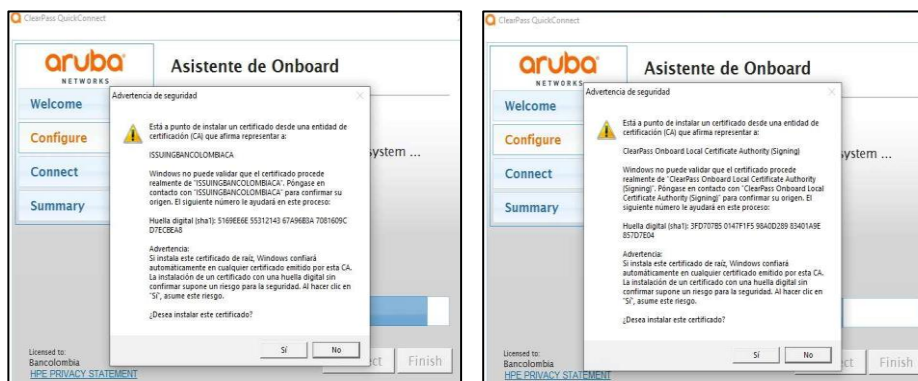 ClearPass QuickConnect
aruba
NETWORKS
Asistente de Onboard
Welcome
Configure
Connect
Summary
system ...
Advertencia de seguridad
Está a punto de instalar un certificado desde una entidad de
certificación (CA) que afirma representar a:
ISSUINGBANCOLOMBIACA
Windows no puede validar que el certificado procede
realmente de "ISSUINGBANCOLOMBIACA". Póngase en
contacto con "ISSUINGBANCOLOMBIACA" para confirmar su
origen. El siguiente número le ayudará en este proceso:
Huella digital (sha1): 5169EE6E 55312143 67A96B3A 7081609C
D7ECBEA8
Advertencia:
Si instala este certificado de raíz, Windows confiará
automáticamente en cualquier certificado emitido por esta CA.
La instalación de un certificado con una huella digital sin
confirmar supone un riesgo para la seguridad. Al hacer clic en
"Sí", asume este riesgo.
¿Desea instalar este certificado?
Sí No
Licensed to:
Bancolombia
HPE PRIVACY STATEMENT
Finish
ClearPass QuickConnect
aruba
NETWORKS
Asistente de Onboard
Welcome
Configure
Connect
Summary
system ...
Advertencia de seguridad
Está a punto de instalar un certificado desde una entidad de
certificación (CA) que afirma representar a:
ClearPass Onboard Local Certificate Authority (Signing)
Windows no puede validar que el certificado procede
realmente de "ClearPass Onboard Local Certificate Authority
(Signing)". Póngase en contacto con "ClearPass Onboard Local
Certificate Authority (Signing)" para confirmar su origen. El
siguiente número le ayudará en este proceso:
Huella digital (sha1): 3FD707B5 0147F1F5 98A0D289 83401A9E
857D7E04
Advertencia:
Si instala este certificado de raíz, Windows confiará
automáticamente en cualquier certificado emitido por esta CA.
La instalación de un certificado con una huella digital sin
confirmar supone un riesgo para la seguridad. Al hacer clic en
"Sí", asume este riesgo.
¿Desea instalar este certificado?
Sí No
Licensed to:
Bancolombia
HPE PRIVACY STATEMENT
Finish